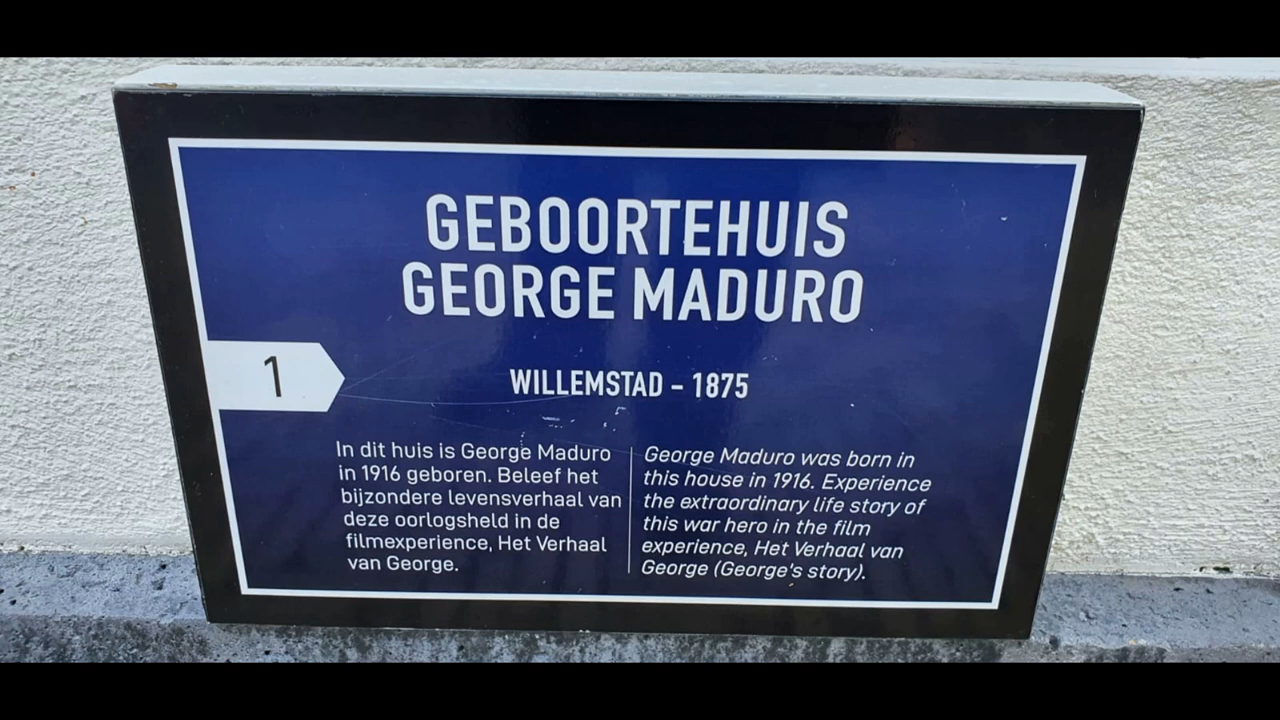 GEBOORTEHUIS
GEORGE MADURO
1
WILLEMSTAD - 1875
In dit huis is George Maduro
in 1916 geboren. Beleef het
bijzondere levensverhaal van
deze oorlogsheld in de
filmexperience, Het Verhaal
van George.
George Maduro was born in
this house in 1916. Experience
the extraordinary life story of
this war hero in the film
experience, Het Verhaal van
George (George's story).